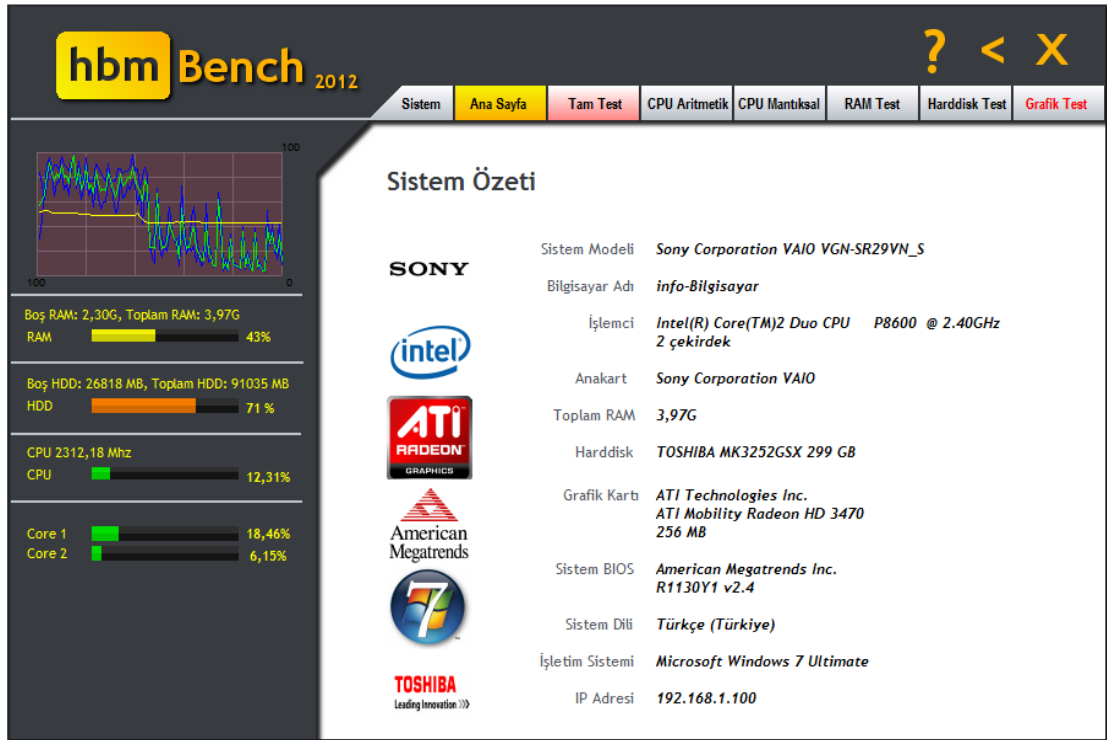 hbm Bench 2012
? < X
Sistem Ana Sayfa Tam Test CPU Aritmetik CPU Mantıksal RAM Test Harddisk Test Grafik Test
100
100 0
Boş RAM: 2,30G, Toplam RAM: 3,97G
RAM 43%
Boş HDD: 26818 MB, Toplam HDD: 91035 MB
HDD 71 %
CPU 2312,18 Mhz
CPU 12,31%
Core 1 18,46%
Core 2 6,15%
Sistem Özeti
SONY
Sistem Modeli Sony Corporation VAIO VGN-SR29VN_S
Bilgisayar Adı info-Bilgisayar
intel
İşlemci Intel(R) Core(TM)2 Duo CPU P8600 @ 2.40GHz
2 çekirdek
Anakart Sony Corporation VAIO
ATI
RADEON
GRAPHICS
Toplam RAM 3,97G
Harddisk TOSHIBA MK3252GSX 299 GB
Grafik Kartı ATI Technologies Inc.
ATI Mobility Radeon HD 3470
256 MB
American
Megatrends
Sistem BIOS American Megatrends Inc.
R1130Y1 v2.4
7
Sistem Dili Türkçe (Türkiye)
İşletim Sistemi Microsoft Windows 7 Ultimate
TOSHIBA
Leading Innovation >>>
IP Adresi 192.168.1.100